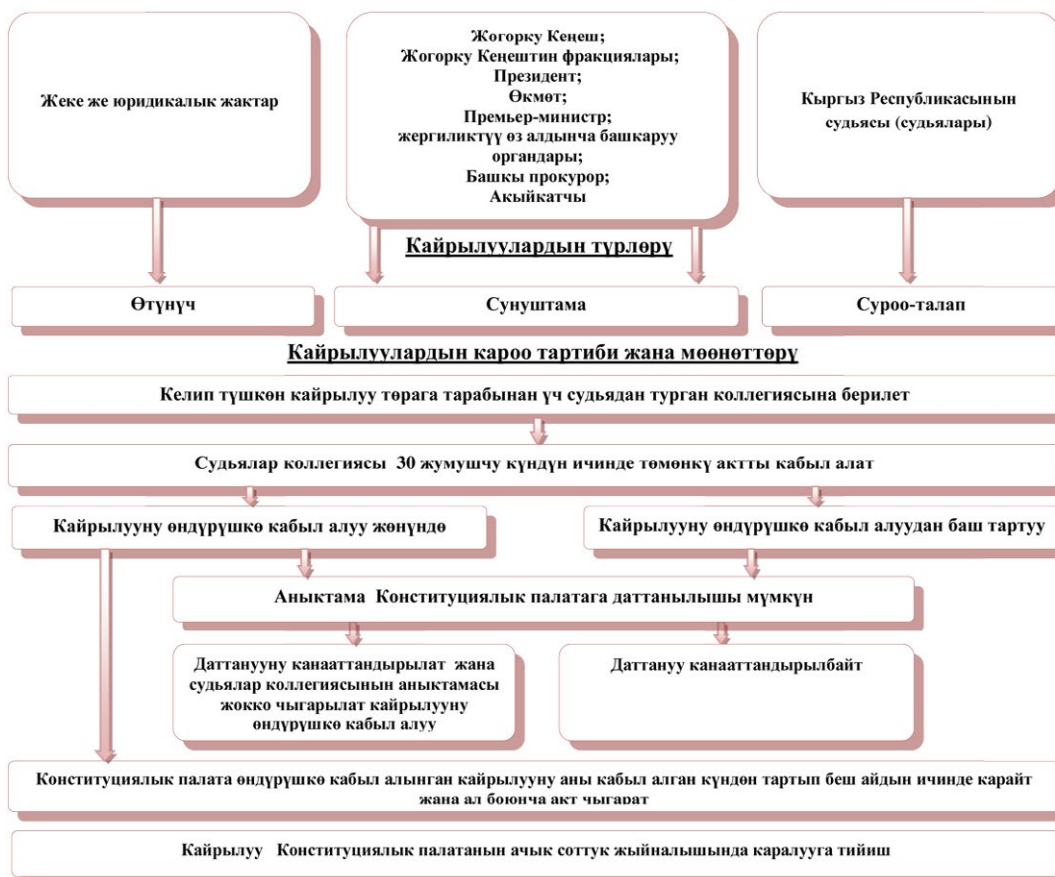 Жеке же юридикалык жактар
Жогорку Кеңеш;
Жогорку Кеңештин фракциялары;
Президент;
Өкмөт;
Премьер-министр;
жергиликтүү өз алдынча башкаруу
органдары;
Башкы прокурор;
Акыйкатчы
Кыргыз Республикасынын
судьясы (судьялары)
Кайрылуулардын түрлөрү
Өтүнүч
Сунуштама
Суроо-талап
Кайрылуулардын кароо тартиби жана мөөнөттөрү
Келип түшкөн кайрылуу төрага тарабынан үч судьядан турган коллегиясына берилет
Судьялар коллегиясы 30 жумушчу күндүн ичинде төмөнкү актты кабыл алат
Кайрылууну өндүрүшкө кабыл алуу жөнүндө
Кайрылууну өндүрүшкө кабыл алуудан баш тартуу
Аныктама Конституциялык палатага даттанылышы мүмкүн
Даттанууну канааттандырылат жана
судьялар коллегиясынын аныктамасы
жокко чыгарылат кайрылууну
өндүрүшкө кабыл алуу
Даттануу канааттандырылбайт
Конституциялык палата өндүрүшкө кабыл алынган кайрылууну аны кабыл алган күндөн тартып беш айдын ичинде карайт
жана ал боюнча акт чыгарат
Кайрылуу Конституциялык палатанын ачык соттук жыйналышында каралууга тийиш